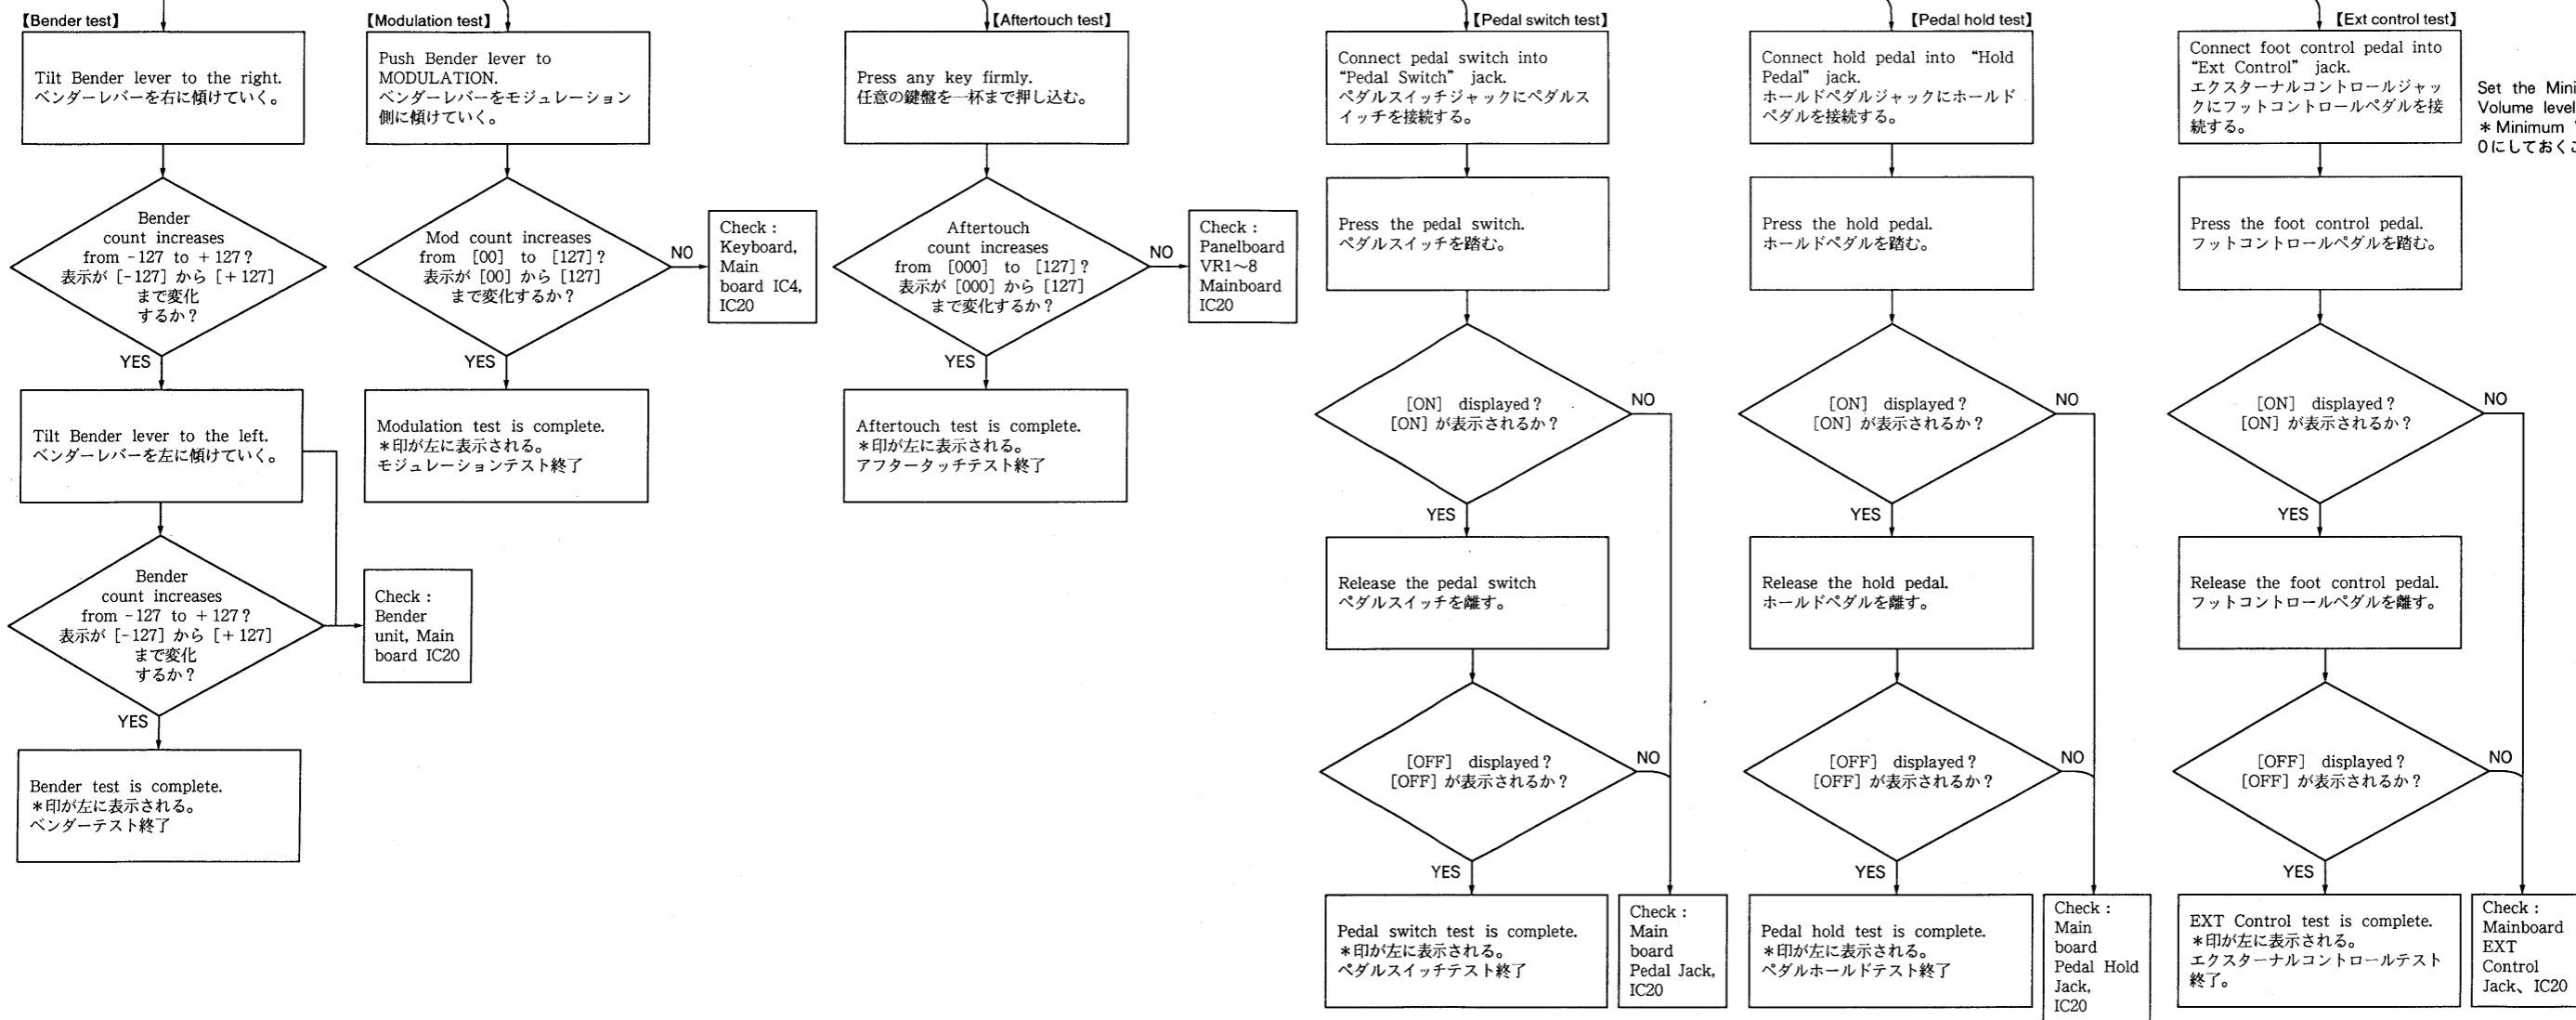 【Bender test】
Tilt Bender lever to the right.
ベンダーレバーを右に傾けていく。
Bender
count increases
from -127 to +127?
表示が [-127] から [+127]
まで変化
するか?
YES
Tilt Bender lever to the left.
ベンダーレバーを左に傾けていく。
Bender
count increases
from -127 to +127?
表示が [-127] から [+127]
まで変化
するか?
Check :
Bender
unit, Main
board IC20
YES
Bender test is complete.
*印が左に表示される。
ベンダーテスト終了
【Modulation test】
Push Bender lever to
MODULATION.
ベンダーレバーをモジュレーション
側に傾けていく。
Mod count increases
from [00] to [127]?
表示が [00] から [127]
まで変化するか?
NO
Check :
Keyboard,
Main
board IC4,
IC20
YES
Modulation test is complete.
*印が左に表示される。
モジュレーションテスト終了
【Aftertouch test】
Press any key firmly.
任意の鍵盤を一杯まで押し込む。
Aftertouch
count increases
from [000] to [127]?
表示が [000] から [127]
まで変化するか?
NO
Check :
Panelboard
VR1~8
Mainboard
IC20
YES
Aftertouch test is complete.
*印が左に表示される。
アフタータッチテスト終了
【Pedal switch test】
Connect pedal switch into
“Pedal Switch” jack.
ペダルスイッチジャックにペダルス
イッチを接続する。
Press the pedal switch.
ペダルスイッチを踏む。
[ON] displayed?
[ON] が表示されるか?
NO
YES
Release the pedal switch
ペダルスイッチを離す。
[OFF] displayed?
[OFF] が表示されるか?
NO
YES
Pedal switch test is complete.
*印が左に表示される。
ペダルスイッチテスト終了
Check :
Main
board
Pedal Jack,
IC20
【Pedal hold test】
Connect hold pedal into “Hold
Pedal” jack.
ホールドペダルジャックにホールド
ペダルを接続する。
Press the hold pedal.
ホールドペダルを踏む。
[ON] displayed?
[ON] が表示されるか?
NO
YES
Release the hold pedal.
ホールドペダルを離す。
[OFF] displayed?
[OFF] が表示されるか?
NO
YES
Pedal hold test is complete.
*印が左に表示される。
ペダルホールドテスト終了
Check :
Main
board
Pedal Hold
Jack,
IC20
【Ext control test】
Connect foot control pedal into
“Ext Control” jack.
エクスターナルコントロールジャッ
クにフットコントロールペダルを接
続する。
Set the Mini
Volume level
* Minimum
0にしておく
Press the foot control pedal.
フットコントロールペダルを踏む。
[ON] displayed?
[ON] が表示されるか?
NO
YES
Release the foot control pedal.
フットコントロールペダルを離す。
[OFF] displayed?
[OFF] が表示されるか?
NO
YES
EXT Control test is complete.
*印が左に表示される。
エクスターナルコントロールテスト
終了。
Check :
Mainboard
EXT
Control
Jack、IC20